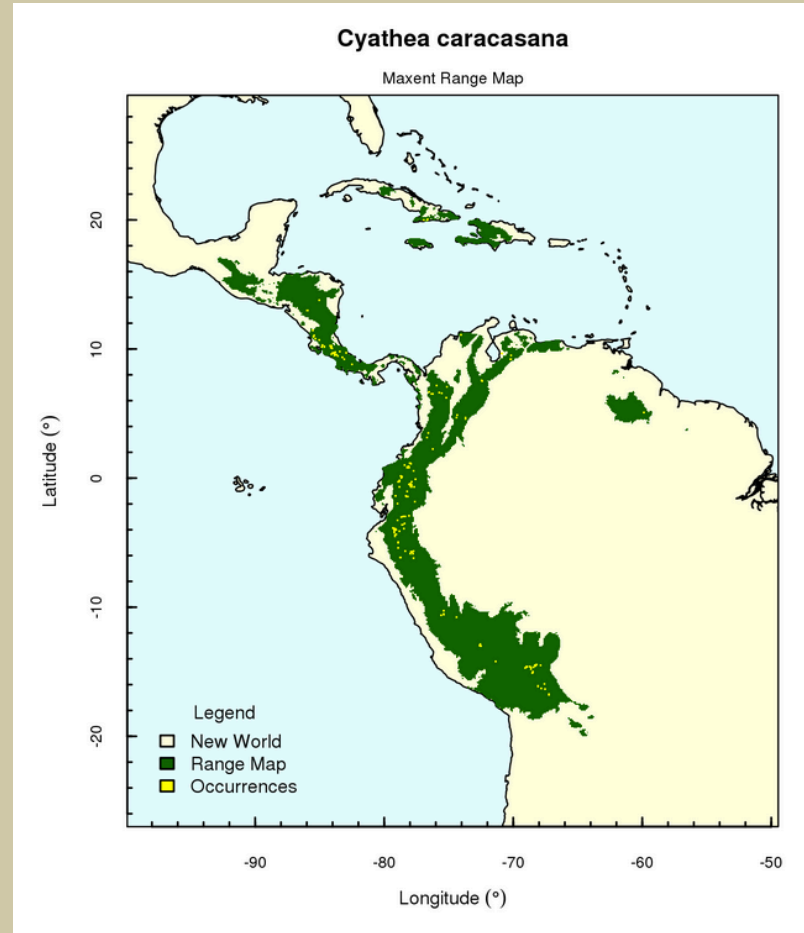 Cyathea caracasana
Maxent Range Map
20
10
0
-10
-20
Latitude (°)
Legend
New World
Range Map
Occurrences
-90
-80
-70
-60
-50
Longitude (°)